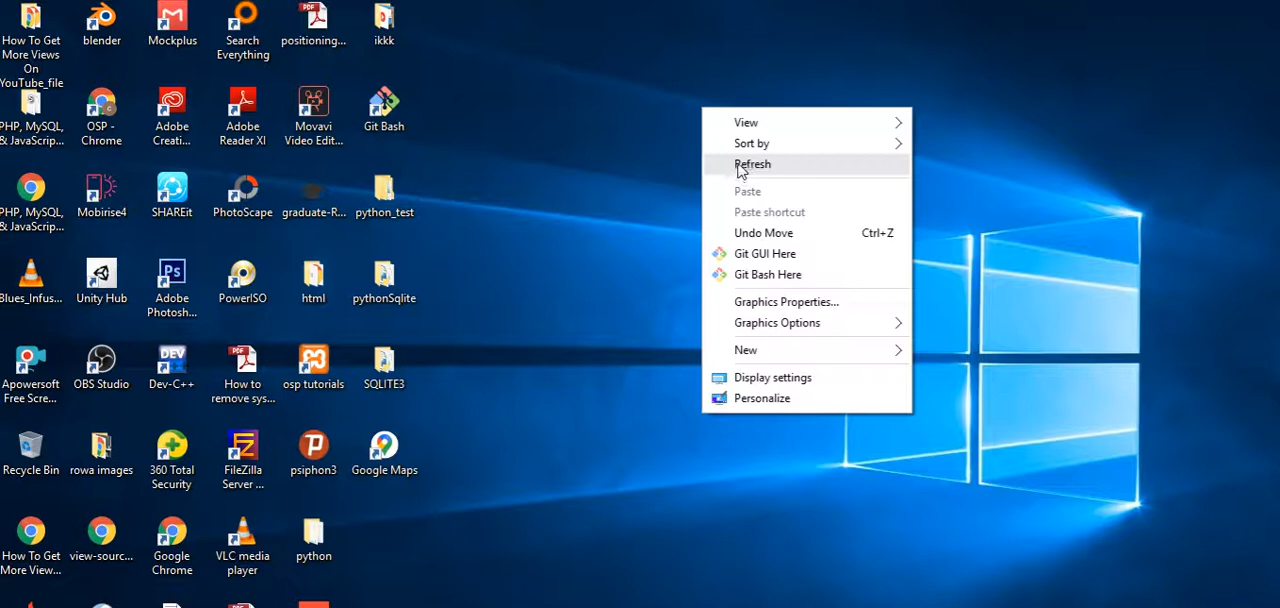 How To Get
More Views
On
YouTube_file
blender
Mockplus
Search
Everything
positioning...
ikkk
PHP, MySQL,
& JavaScrip...
OSP -
Chrome
Adobe
Creati...
Adobe
Reader XI
Movavi
Video Edit...
Git Bash
PHP, MySQL,
& JavaScrip...
Mobirise4
SHAREit
PhotoScape
graduate-R...
python_test
Blues_Infus...
Unity Hub
Adobe
Photosh...
PowerISO
html
pythonSqlite
Apowersoft
Free Scre...
OBS Studio
Dev-C++
How to
remove sys...
osp tutorials
SQLITE3
Recycle Bin
rowa images
360 Total
Security
FileZilla
Server ...
psiphon3
Google Maps
How To Get
More View...
view-sourc...
Google
Chrome
VLC media
player
python
View
Sort by
Refresh
Paste
Paste shortcut
Undo Move Ctrl+Z
Git GUI Here
Git Bash Here
Graphics Properties...
Graphics Options
New
Display settings
Personalize